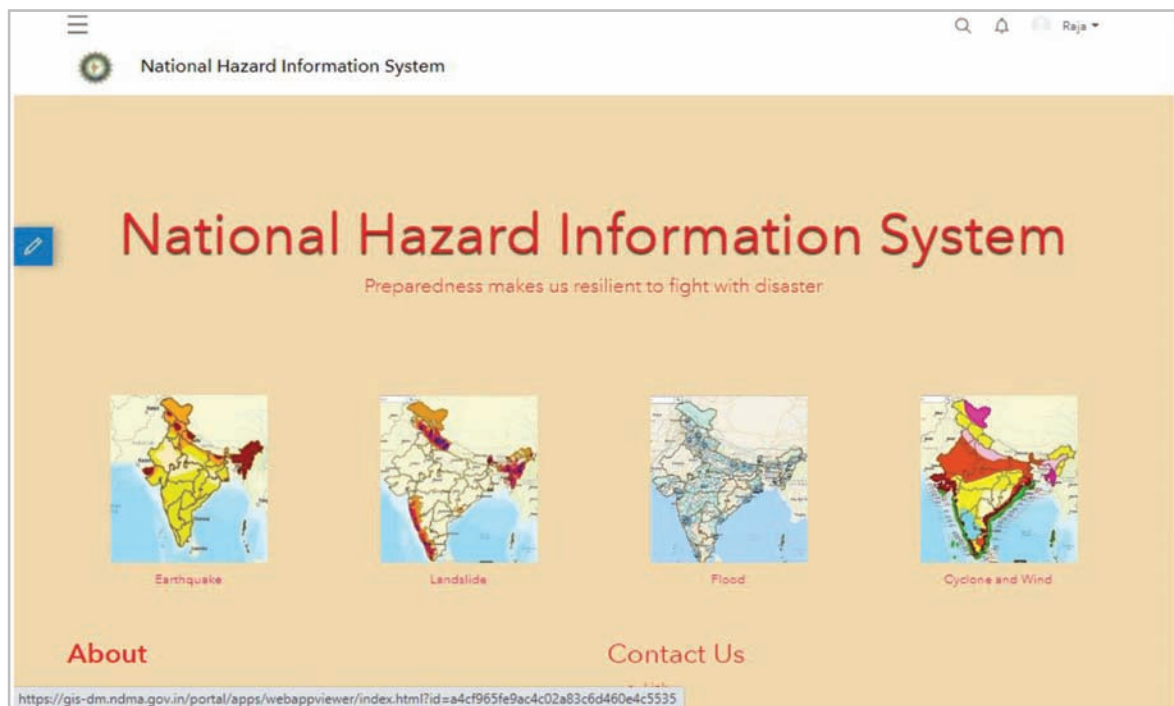 Raja
National Hazard Information System
National Hazard Information System
Preparedness makes us resilient to fight with disaster
Earthquake
Landslide
Flood
Cyclone and Wind
About
Contact Us
https://gis-dm.ndma.gov.in/portal/apps/webappviewer/index.html?id=a4cf965fe9ac4c02a83c6d460e4c5535